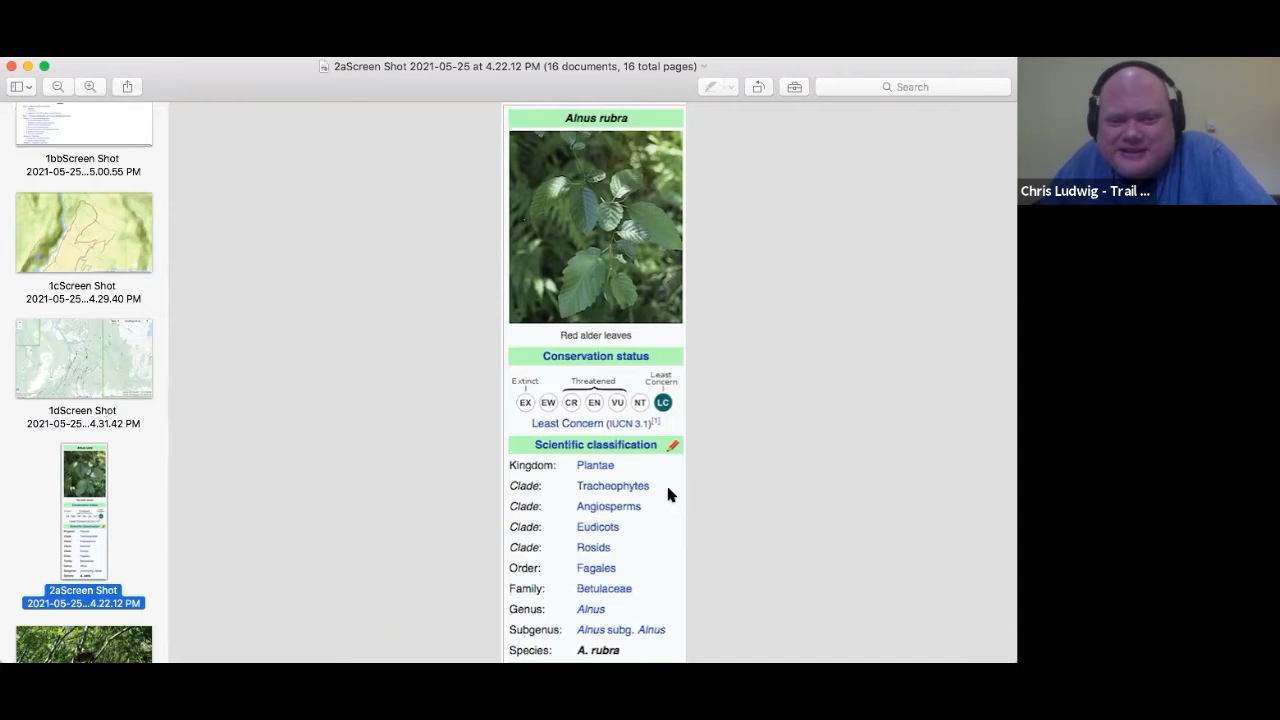 2aScreen Shot 2021-05-25 at 4.22.12 PM (16 documents, 16 total pages)
Search
1bbScreen Shot
2021-05-25...5.00.55 PM
1cScreen Shot
2021-05-25...4.29.40 PM
1dScreen Shot
2021-05-25...4.31.42 PM
2aScreen Shot
2021-05-25...4.22.12 PM
Alnus rubra
Red alder leaves
Conservation status
Extinct
Threatened
Least
Concern
EX EW CR EN VU NT LC
Least Concern (IUCN 3.1)[1]
Scientific classification
Kingdom: Plantae
Clade: Tracheophytes
Clade: Angiosperms
Clade: Eudicots
Clade: Rosids
Order: Fagales
Family: Betulaceae
Genus: Alnus
Subgenus: Alnus subg. Alnus
Species: A. rubra
Chris Ludwig - Trail ...